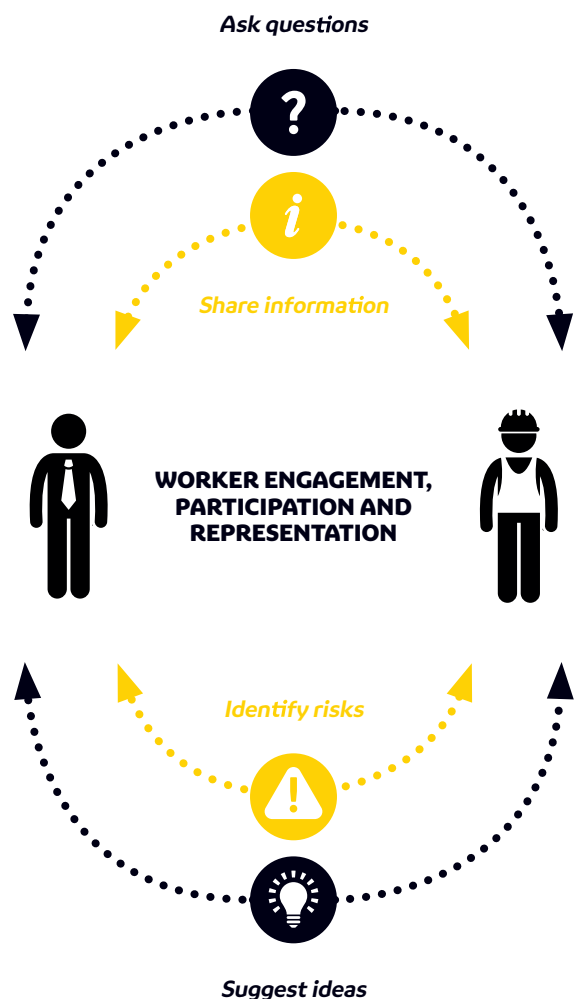 Ask questions
?
i
Share information
WORKER ENGAGEMENT,
PARTICIPATION AND
REPRESENTATION
Identify risks
!
Suggest ideas